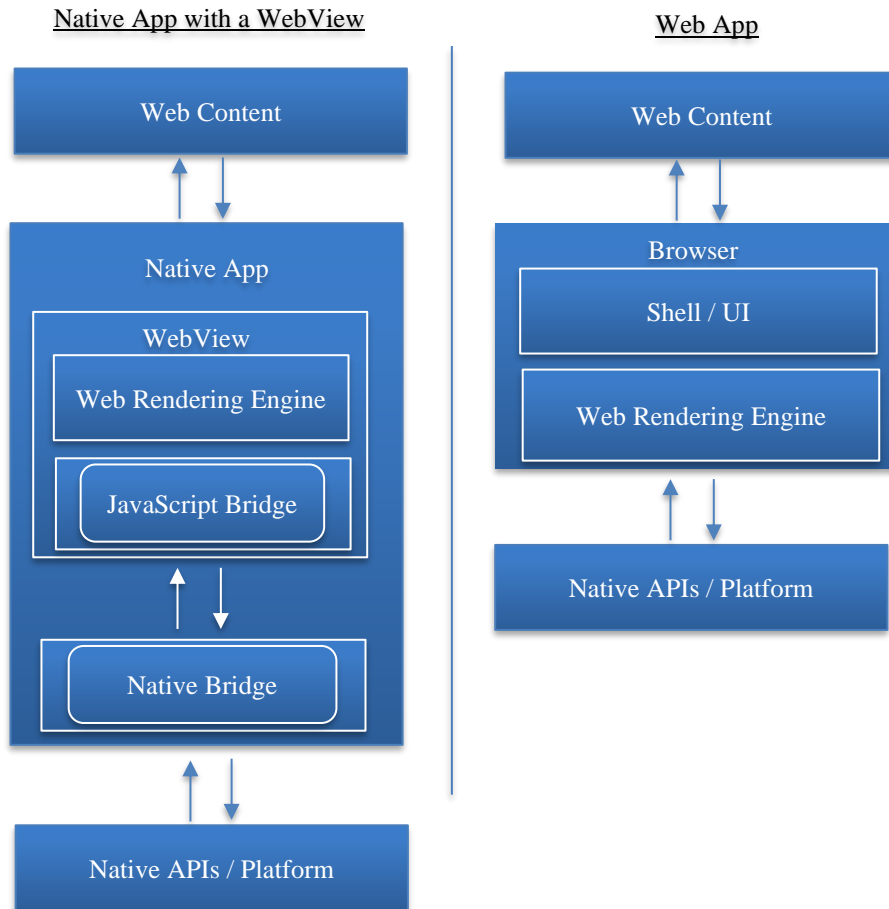 Native App with a WebView
Web Content
Native App
WebView
Web Rendering Engine
JavaScript Bridge
Native Bridge
Native APIs / Platform
Web App
Web Content
Browser
Shell / UI
Web Rendering Engine
Native APIs / Platform